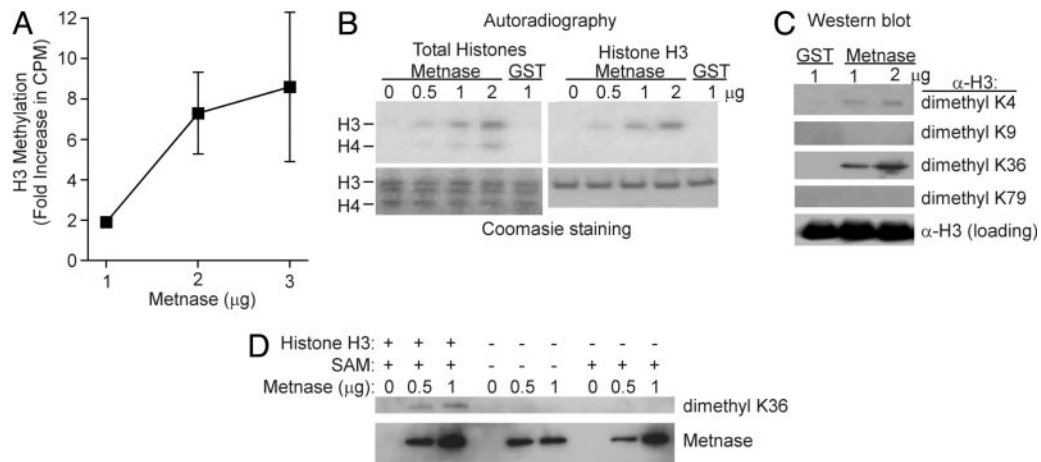 A
H3 Methylation
(Fold Increase in CPM)
12
10
8
6
4
2
0
1
2
3
Metnase (μg)
B
Autoradiography
Total Histones
Histone H3
Metnase GST
Metnase GST
0 0.5 1 2 1
0 0.5 1 2 1 μg
H3
H4
H3
H4
Coomasie staining
C
Western blot
GST Metnase
1 1 2 μg
α-H3:
dimethyl K4
dimethyl K9
dimethyl K36
dimethyl K79
α-H3 (loading)
D
Histone H3: + + + - - - - - -
SAM: + + + - - - + + +
Metnase (μg): 0 0.5 1 0 0.5 1 0 0.5 1
dimethyl K36
Metnase